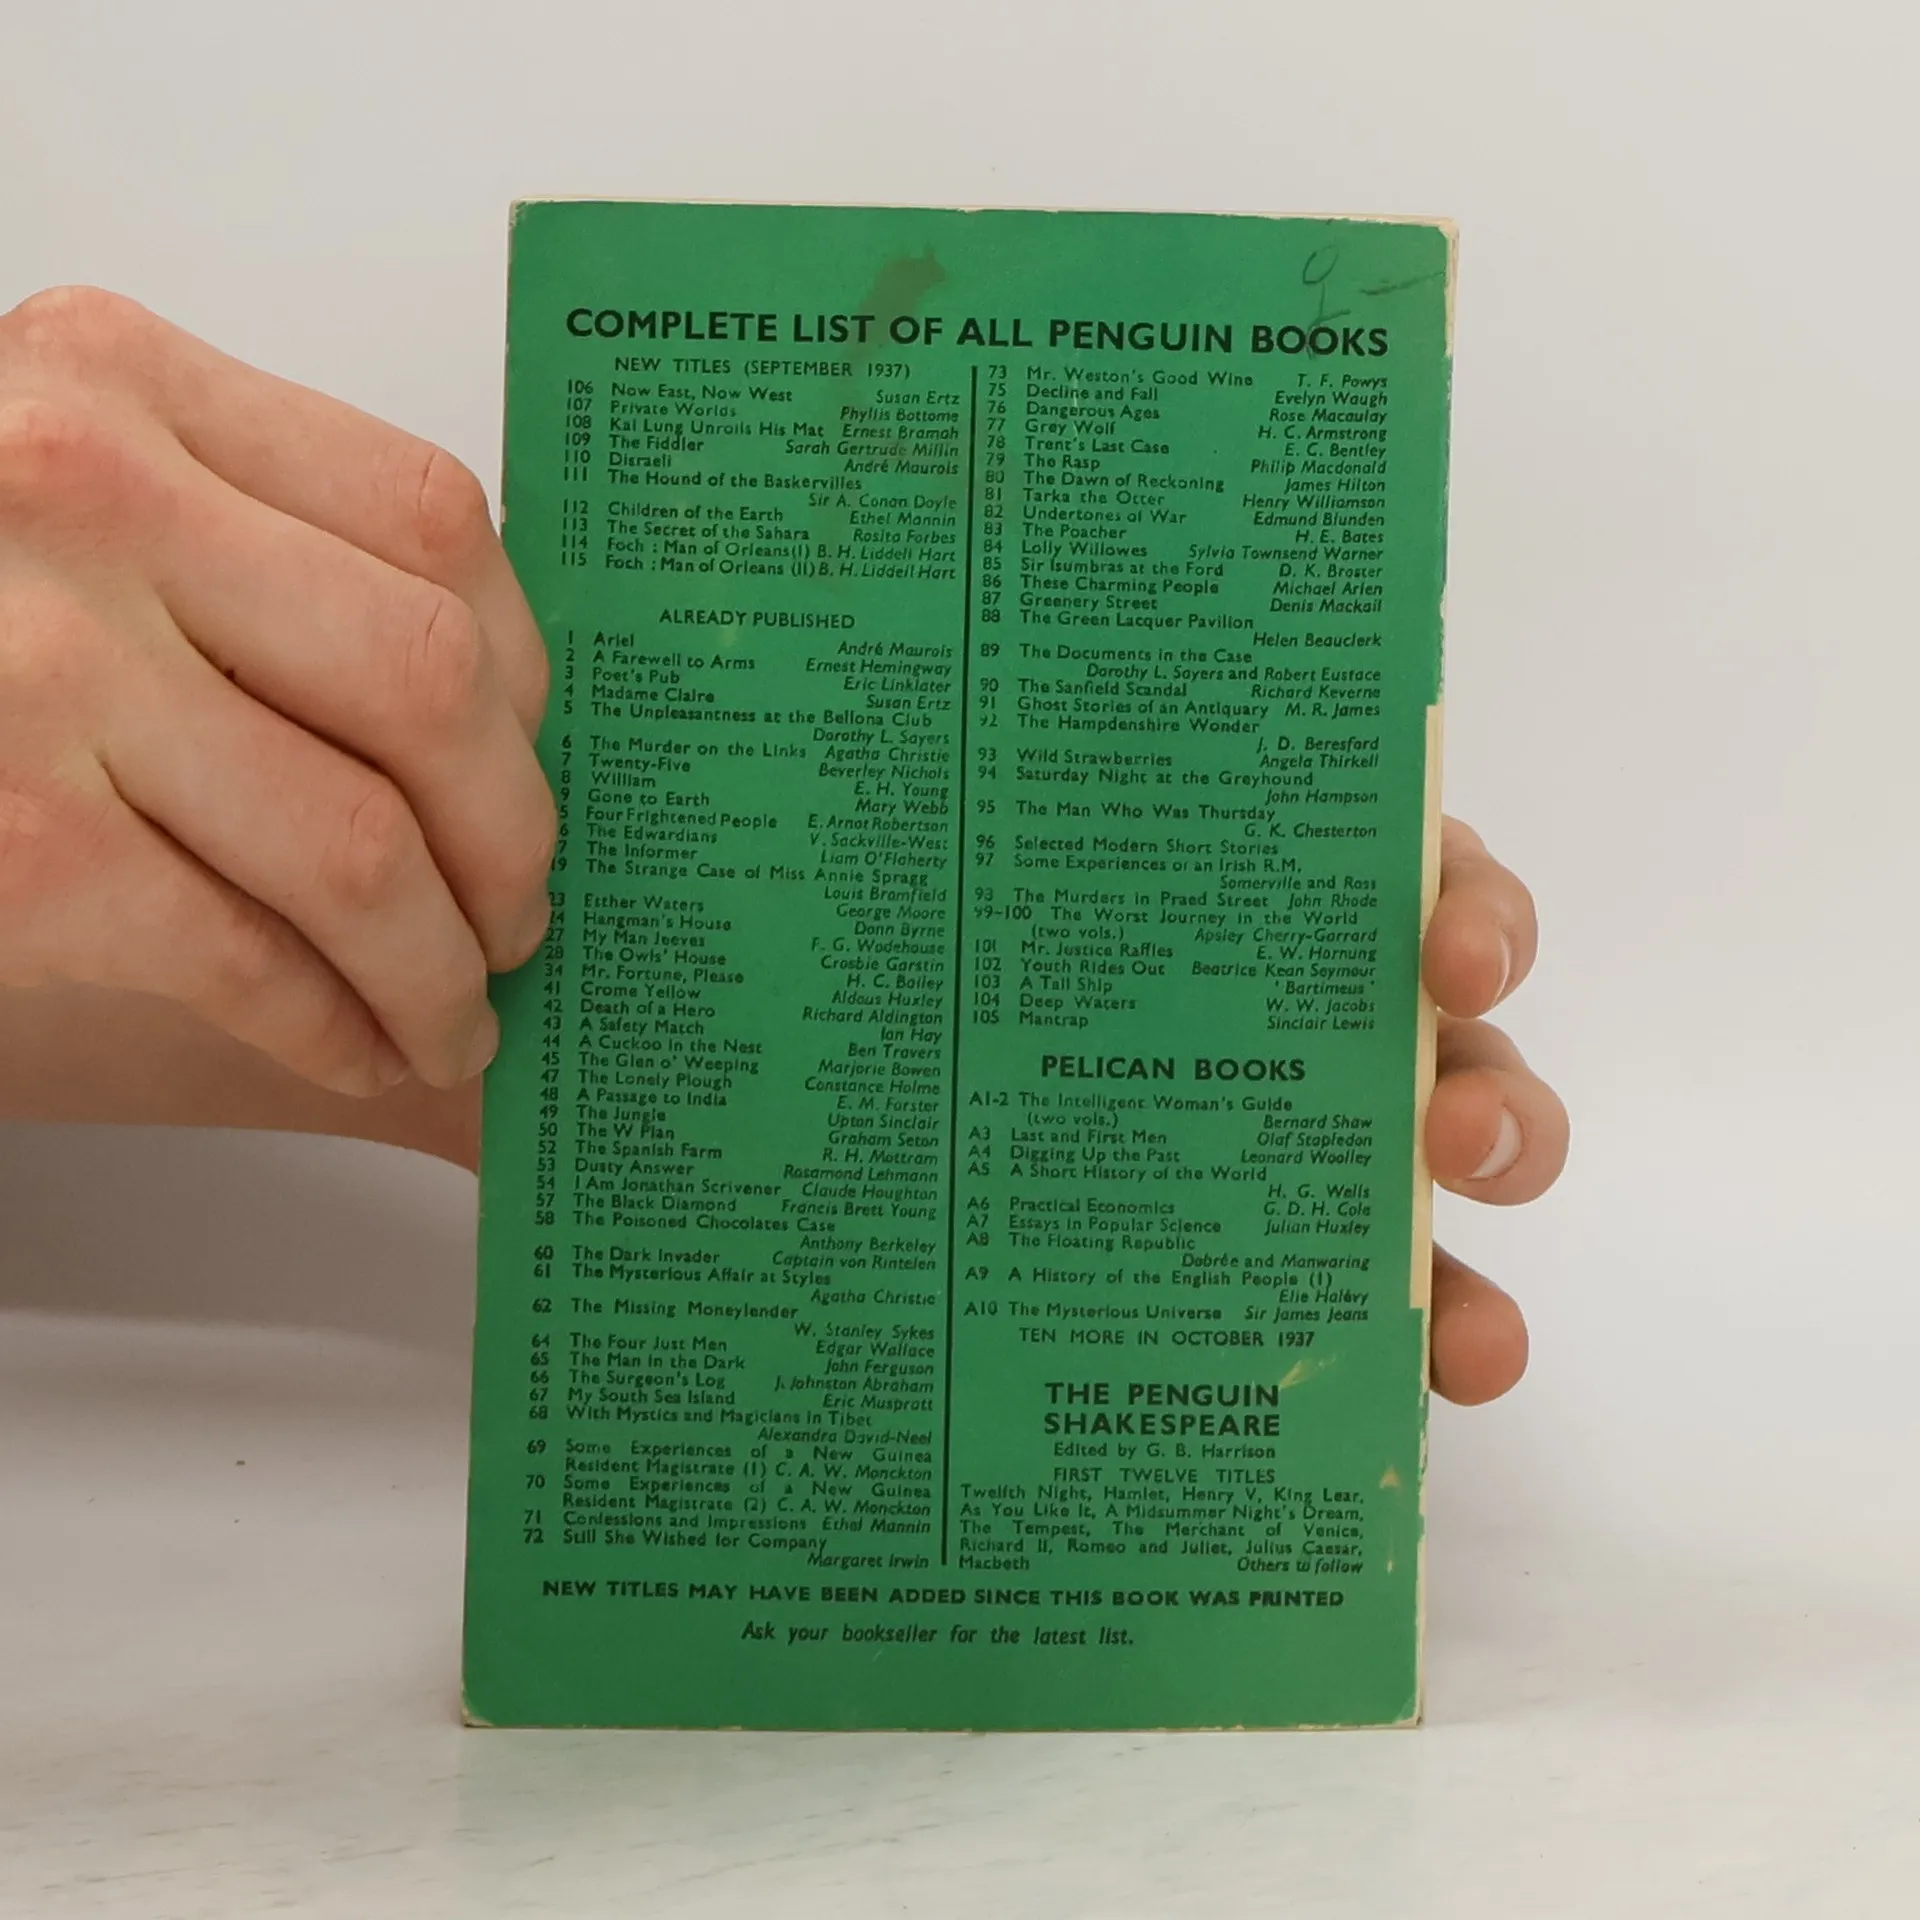 COMPLETE LIST OF ALL PENGUIN BOOKS
NEW TITLES (SEPTEMBER 1937)
106 Now East, Now West Susan Ertz
107 Private Worlds Phyllis Bottome
108 Kai Lung Unrolls His Mat Ernest Bramah
109 The Fiddler Sarah Gertrude Millin
110 Disraeli André Maurois
111 The Hound of the Baskervilles
Sir A. Conan Doyle
112 Children of the Earth Ethel Mannin
113 The Secret of the Sahara Rosita Forbes
114 Foch : Man of Orleans (I) B. H. Liddell Hart
115 Foch : Man of Orleans (II) B. H. Liddell Hart
ALREADY PUBLISHED
1 Ariel André Maurois
2 A Farewell to Arms Ernest Hemingway
3 Poet's Pub Eric Linklater
4 Madame Claire Susan Ertz
5 The Unpleasantness at the Bellona Club
Dorothy L. Sayers
6 The Murder on the Links Agatha Christie
7 Twenty-Five Beverley Nichols
8 William E. H. Young
9 Gone to Earth Mary Webb
5 Four Frightened People E. Arnot Robertson
6 The Edwardians V. Sackville-West
7 The Informer Liam O'Flaherty
19 The Strange Case of Miss Annie Spragg
Louis Bromfield
23 Esther Waters George Moore
24 Hangman's House Donn Byrne
27 My Man Jeeves P. G. Wodehouse
28 The Owls' House Crosbie Garstin
34 Mr. Fortune, Please H. C. Bailey
41 Crome Yellow Aldous Huxley
42 Death of a Hero Richard Aldington
43 A Safety Match Ian Hay
44 A Cuckoo in the Nest Ben Travers
45 The Glen o' Weeping Marjorie Bowen
47 The Lonely Plough Constance Holme
48 A Passage to India E. M. Forster
49 The Jungle Upton Sinclair
50 The W Plan Graham Seton
52 The Spanish Farm R. H. Mottram
53 Dusty Answer Rosamond Lehmann
54 I Am Jonathan Scrivener Claude Houghton
57 The Black Diamond Francis Brett Young
58 The Poisoned Chocolates Case
Anthony Berkeley
60 The Dark Invader Captain von Rintelen
61 The Mysterious Affair at Styles
Agatha Christie
62 The Missing Moneylender
W. Stanley Sykes
64 The Four Just Men Edgar Wallace
65 The Man in the Dark John Ferguson
66 The Surgeon's Log J. Johnston Abraham
67 My South Sea Island Eric Muspratt
68 With Mystics and Magicians in Tibet
Alexandra David-Neel
69 Some Experiences of a New Guinea
Resident Magistrate (1) C. A. W. Monckton
70 Some Experiences of a New Guinea
Resident Magistrate (2) C. A. W. Monckton
71 Confessions and Impressions Ethel Mannin
72 Still She Wished for Company
Margaret Irwin
73 Mr. Weston's Good Wine T. F. Powys
75 Decline and Fall Evelyn Waugh
76 Dangerous Ages Rose Macaulay
77 Grey Wolf H. C. Armstrong
78 Trent's Last Case E. C. Bentley
79 The Rasp Philip Macdonald
80 The Dawn of Reckoning James Hilton
81 Tarka the Otter Henry Williamson
82 Undertones of War Edmund Blunden
83 The Poacher H. E. Bates
84 Lolly Willowes Sylvia Townsend Warner
85 Sir Isumbras at the Ford D. K. Broster
86 These Charming People Michael Arlen
87 Greenery Street Denis Mackail
88 The Green Lacquer Pavilion
Helen Beauclerk
89 The Documents in the Case
Dorothy L. Sayers and Robert Eustace
90 The Sanfield Scandal Richard Keverne
91 Ghost Stories of an Antiquary M. R. James
92 The Hampdenshire Wonder
J. D. Beresford
93 Wild Strawberries Angela Thirkell
94 Saturday Night at the Greyhound
John Hampson
95 The Man Who Was Thursday
G. K. Chesterton
96 Selected Modern Short Stories
97 Some Experiences of an Irish R.M.
Somerville and Ross
98 The Murders in Praed Street John Rhode
99-100 The Worst Journey in the World
(two vols.) Apsley Cherry-Garrard
101 Mr. Justice Raffles E. W. Hornung
102 Youth Rides Out Beatrice Kean Seymour
103 A Tall Ship 'Bartimeus'
104 Deep Waters W. W. Jacobs
105 Mantrap Sinclair Lewis
PELICAN BOOKS
A1-2 The Intelligent Woman's Guide
(two vols.) Bernard Shaw
A3 Last and First Men Olaf Stapledon
A4 Digging Up the Past Leonard Woolley
A5 A Short History of the World
H. G. Wells
A6 Practical Economics G. D. H. Cole
A7 Essays in Popular Science Julian Huxley
A8 The Floating Republic
Dobrée and Manwaring
A9 A History of the English People (1)
Elie Halévy
A10 The Mysterious Universe Sir James Jeans
TEN MORE IN OCTOBER 1937
THE PENGUIN
SHAKESPEARE
Edited by G. B. Harrison
FIRST TWELVE TITLES
Twelfth Night, Hamlet, Henry V, King Lear,
As You Like It, A Midsummer Night's Dream,
The Tempest, The Merchant of Venice,
Richard II, Romeo and Juliet, Julius Caesar,
Macbeth Others to follow
NEW TITLES MAY HAVE BEEN ADDED SINCE THIS BOOK WAS PRINTED
Ask your bookseller for the latest list.